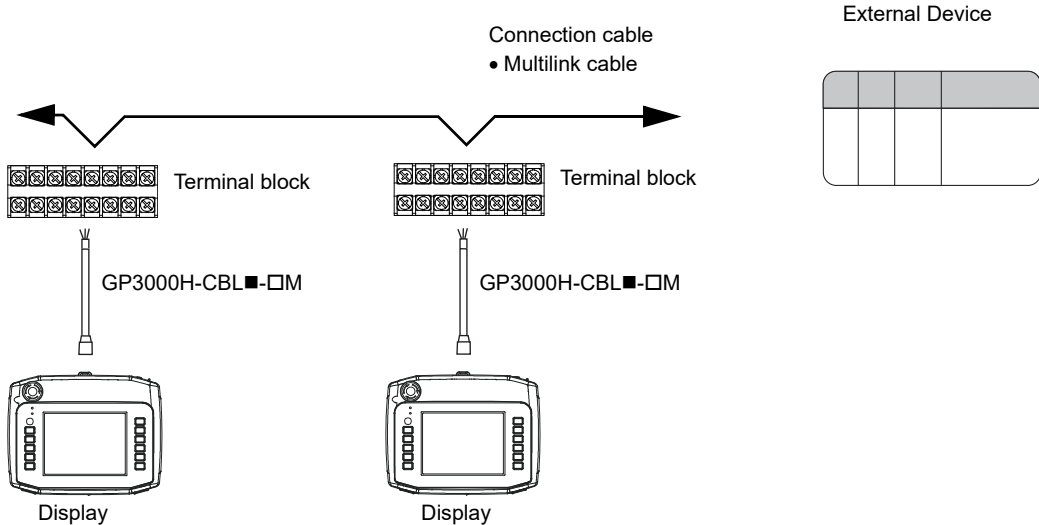 External Device
Connection cable
• Multilink cable
Terminal block
Terminal block
GP3000H-CBL■-□M
GP3000H-CBL■-□M
Display
Display